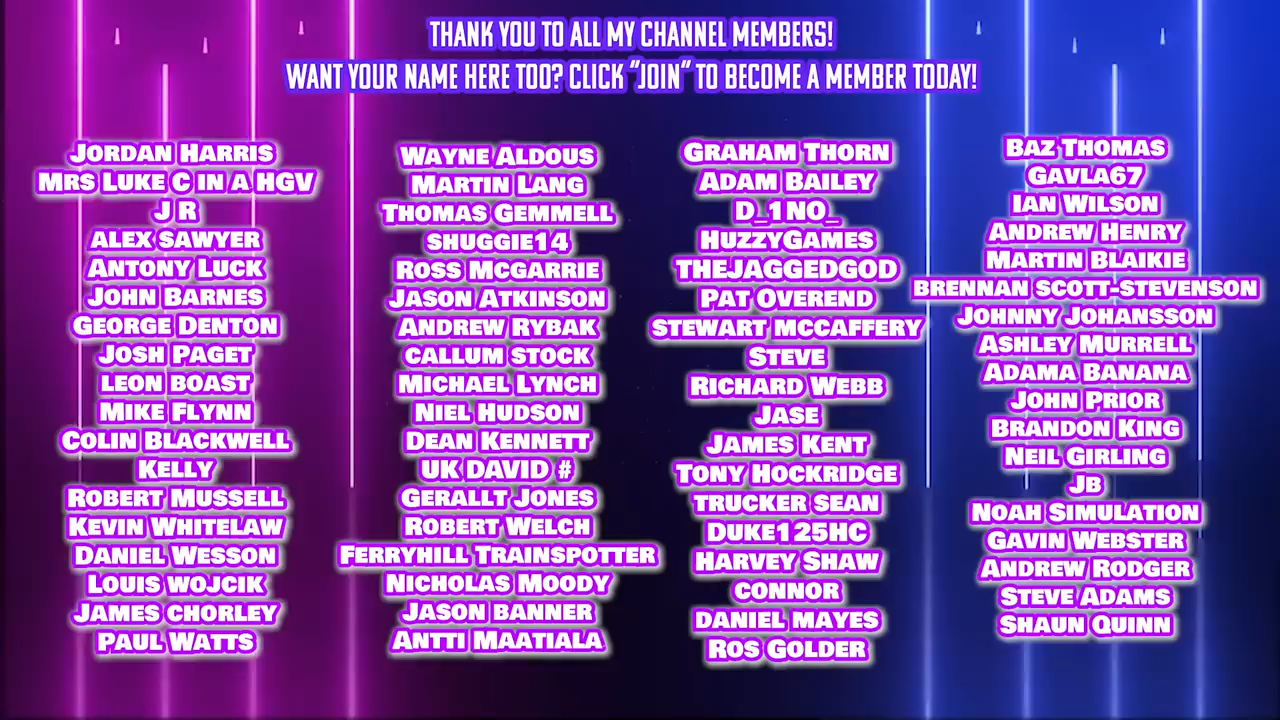 THANK YOU TO ALL MY CHANNEL MEMBERS!
WANT YOUR NAME HERE TOO? CLICK "JOIN" TO BECOME A MEMBER TODAY!
Jordan Harris
Mrs Luke C in a HGV
J R
alex sawyer
Antony Luck
John Barnes
George Denton
Josh Paget
leon boast
Mike Flynn
Colin Blackwell
Kelly
Robert Mussell
Kevin Whitelaw
Daniel Wesson
Louis wojcik
James chorley
Paul Watts
Wayne Aldous
Martin Lang
Thomas Gemmell
shuggie14
Ross McGarrie
Jason Atkinson
Andrew Rybak
callum stock
Michael Lynch
Niel Hudson
Dean Kennett
UK DAVID #
Gerallt Jones
Robert Welch
Ferryhill Trainspotter
Nicholas Moody
Jason banner
Antti Maatiala
Graham Thorn
Adam Bailey
D_1NO_
HuzzyGames
THEJAGGEDGOD
Pat Overend
stewart mccaffery
Steve
Richard Webb
Jase
James Kent
Tony Hockridge
trucker sean
Duke125HC
Harvey Shaw
connor
daniel mayes
Ros Golder
Baz Thomas
GAVLA67
Ian Wilson
Andrew Henry
Martin Blaikie
brennan scott-stevenson
Johnny Johansson
Ashley Murrell
Adama Banana
John Prior
Brandon King
Neil Girling
Jb
Noah Simulation
Gavin Webster
Andrew Rodger
Steve Adams
Shaun Quinn